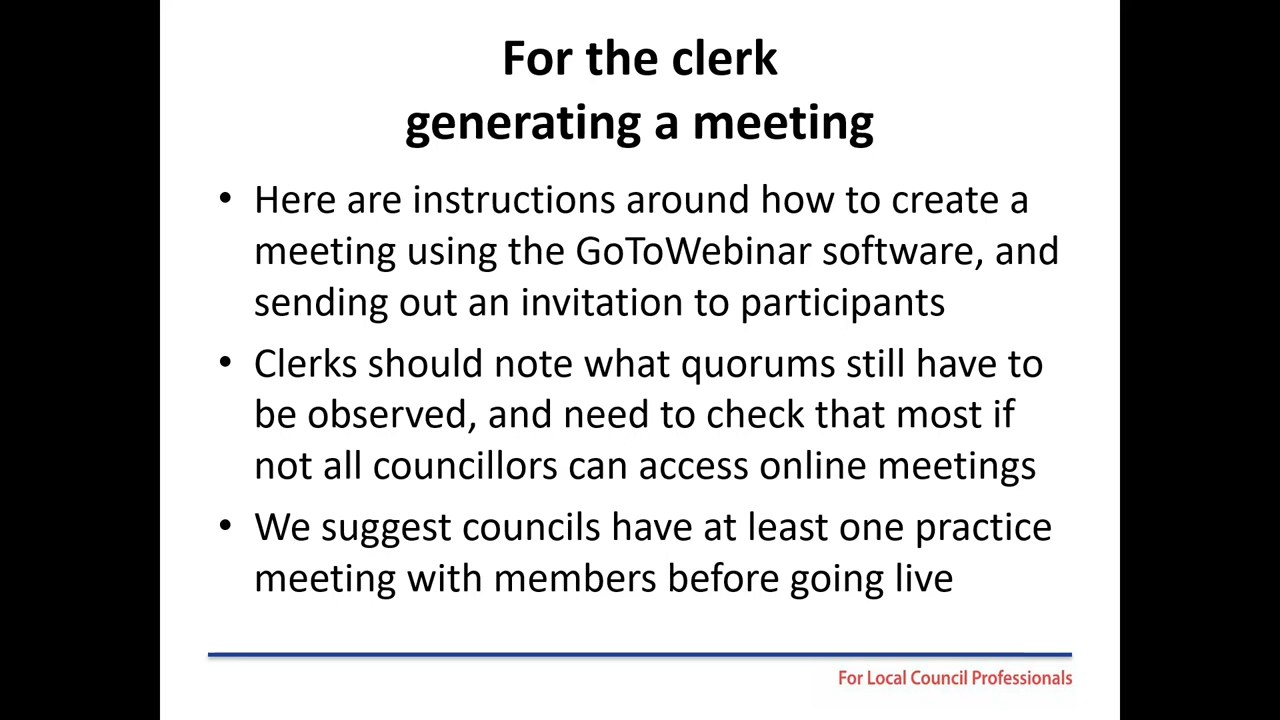 For the clerk
generating a meeting
• Here are instructions around how to create a
meeting using the GoToWebinar software, and
sending out an invitation to participants
• Clerks should note what quorums still have to
be observed, and need to check that most if
not all councillors can access online meetings
• We suggest councils have at least one practice
meeting with members before going live
For Local Council Professionals